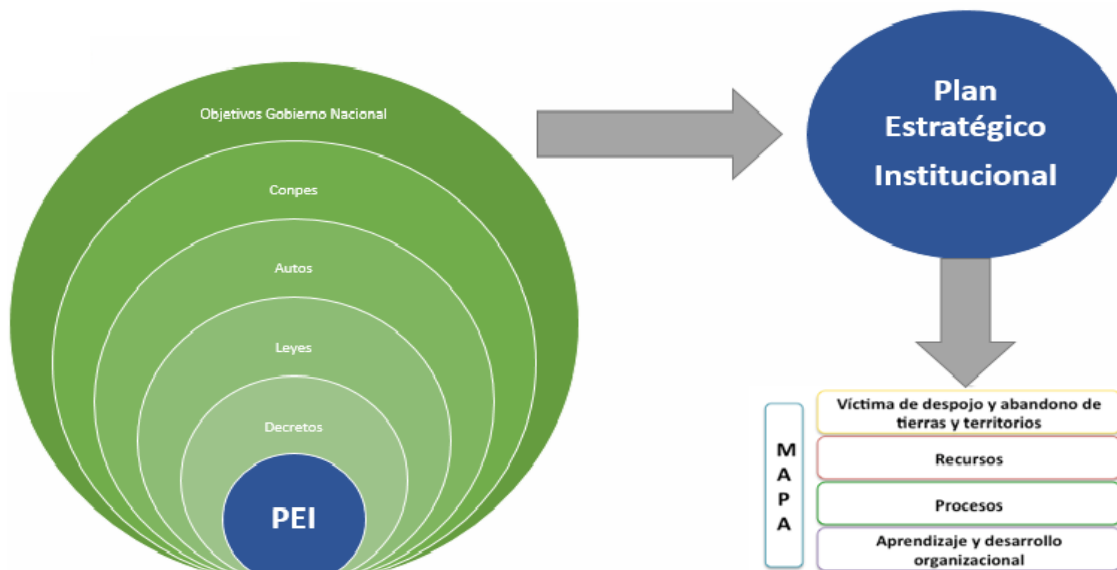 Objetivos Gobierno Nacional
Conpes
Autos
Leyes
Decretos
PEI
Plan
Estratégico
Institucional
MAPA
Víctima de despojo y abandono de
tierras y territorios
Recursos
Procesos
Aprendizaje y desarrollo
organizacional